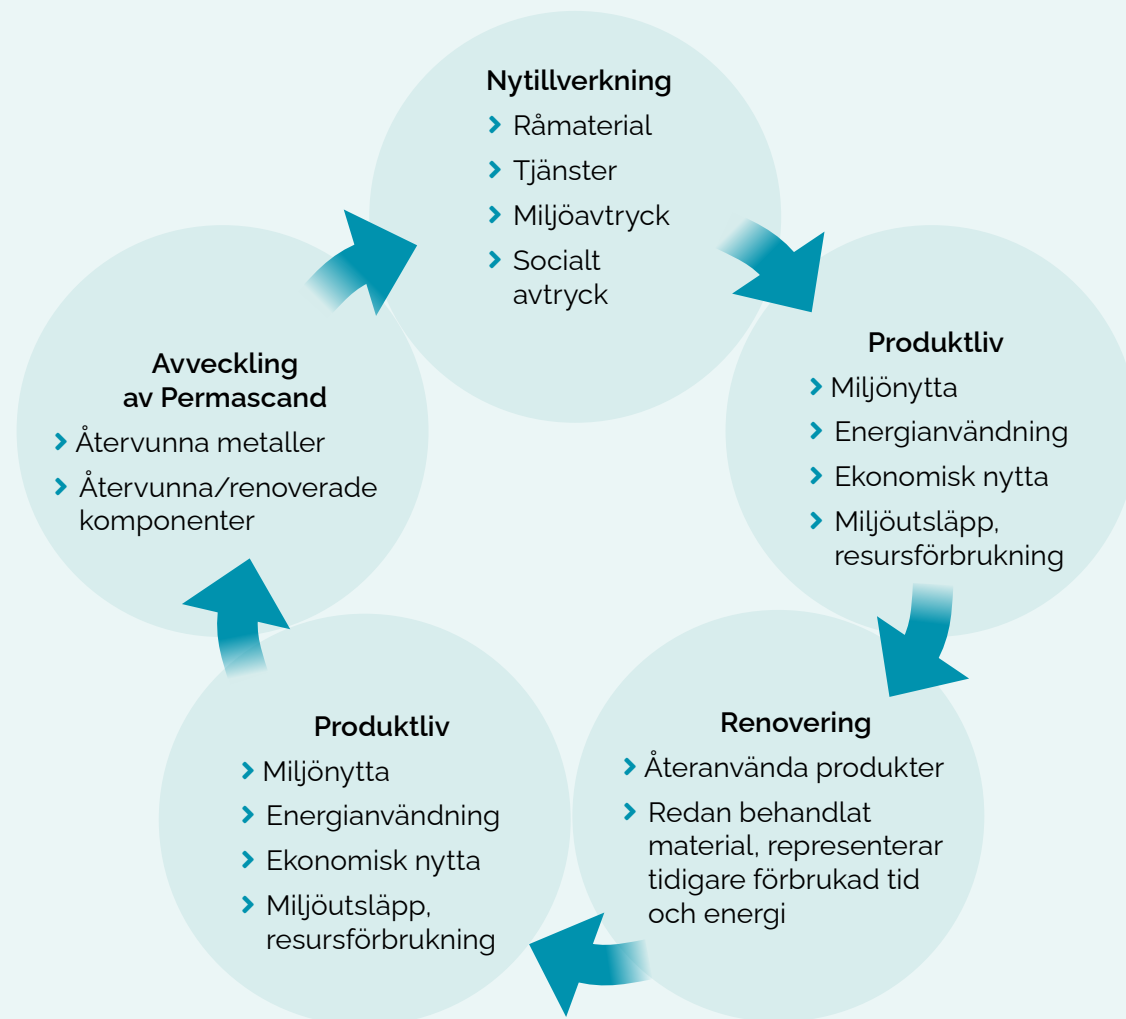 Nytillverkning
Råmaterial
Tjänster
Miljöavtryck
Socialt
avtryck
Produktliv
Miljönytta
Energianvändning
Ekonomisk nytta
Miljöutsläpp,
resursförbrukning
Renovering
Återanvända produkter
Redan behandlat
material, representerar
tidigare förbrukad tid
och energi
Produktliv
Miljönytta
Energianvändning
Ekonomisk nytta
Miljöutsläpp,
resursförbrukning
Avveckling
av Permascand
Återvunna metaller
Återvunna/renoverade
komponenter